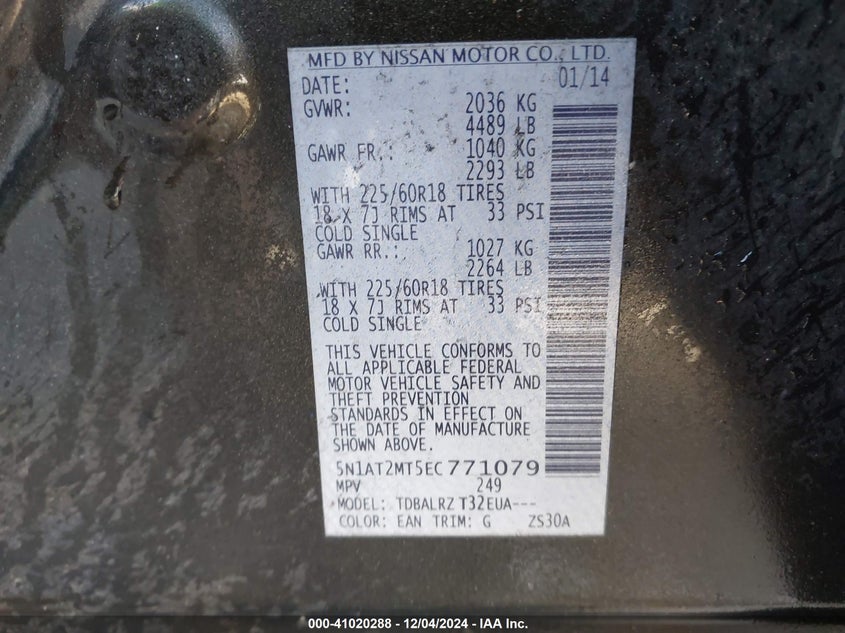 MFD BY NISSAN MOTOR CO., LTD.
DATE: 01/14
GVWR: 2036 KG
4489 LB
GAWR FR.: 1040 KG
2293 LB
WITH 225/60R18 TIRES
18 X 7J RIMS AT 33 PSI
COLD SINGLE
GAWR RR.: 1027 KG
2264 LB
WITH 225/60R18 TIRES
18 X 7J RIMS AT 33 PSI
COLD SINGLE
THIS VEHICLE CONFORMS TO
ALL APPLICABLE FEDERAL
MOTOR VEHICLE SAFETY AND
THEFT PREVENTION
STANDARDS IN EFFECT ON
THE DATE OF MANUFACTURE
SHOWN ABOVE.
5N1AT2MT5EC771079
MPV 249
MODEL: TDBALRZ T32EUA---
COLOR: EAN TRIM: G ZS30A
000-41020288 - 12/04/2024 - IAA Inc.